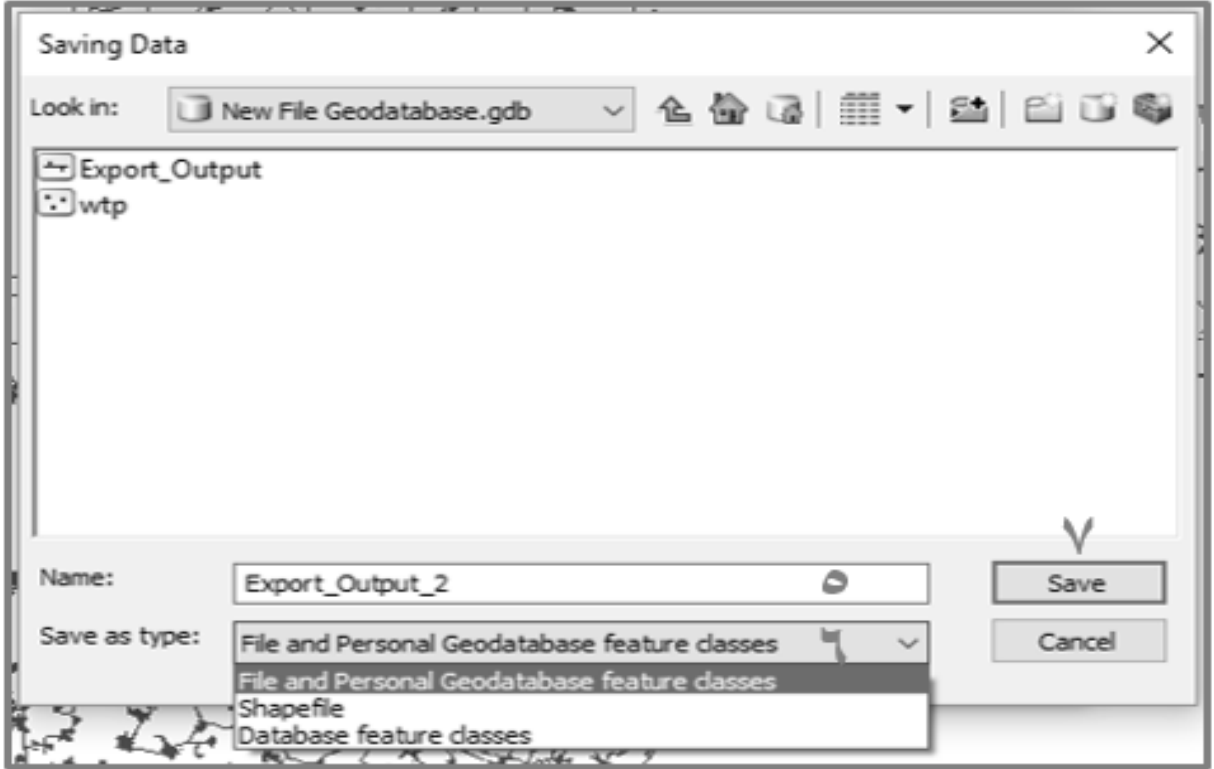 Saving Data
Look in: New File Geodatabase.gdb
Export_Output
wtp
٧
Name: Export_Output_2 ٥
Save
Save as type: File and Personal Geodatabase feature classes ٦
Cancel
File and Personal Geodatabase feature classes
Shapefile
Database feature classes